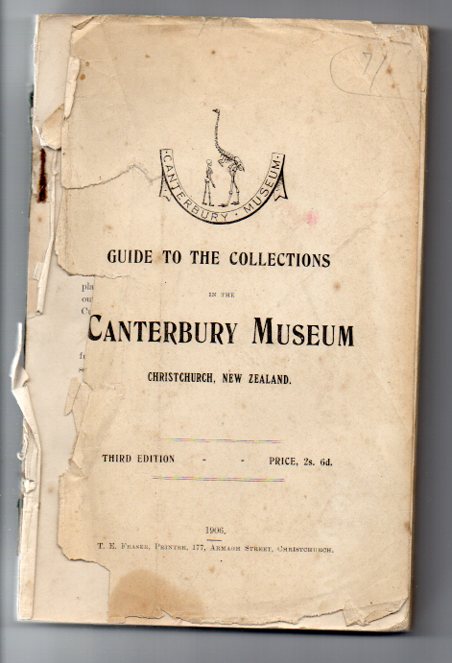 7/
CANTERBURY · MUSEUM
GUIDE TO THE COLLECTIONS
IN THE
CANTERBURY MUSEUM
CHRISTCHURCH, NEW ZEALAND.
THIRD EDITION - - PRICE, 2s. 6d.
1906.
T. E. FRASER, PRINTER, 177, ARMAGH STREET, CHRISTCHURCH.